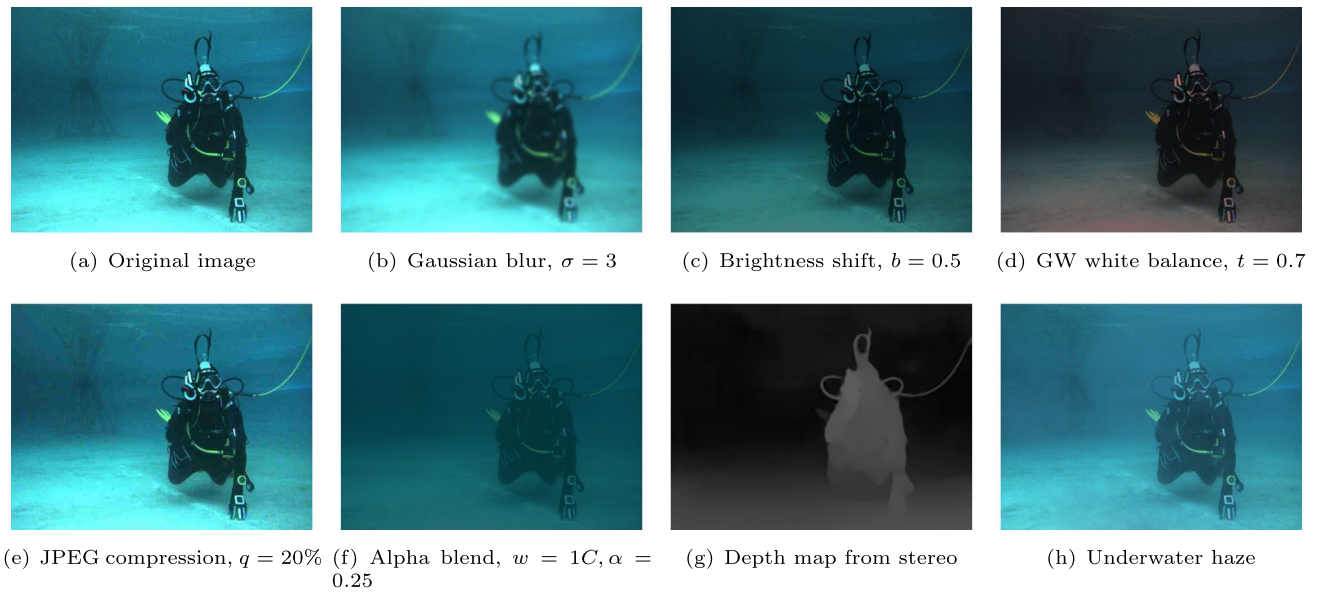 (a) Original image
(b) Gaussian blur, σ = 3
(c) Brightness shift, b = 0.5
(d) GW white balance, t = 0.7
(e) JPEG compression, q = 20%
(f) Alpha blend, w = 1C, α =
0.25
(g) Depth map from stereo
(h) Underwater haze